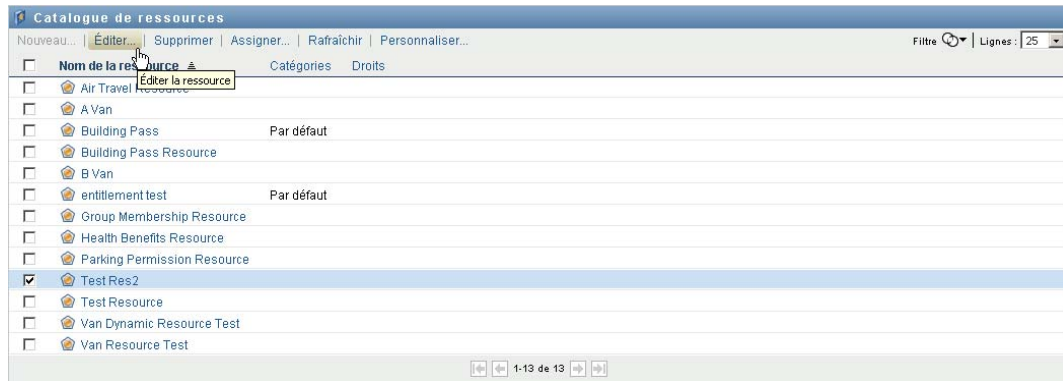 Catalogue de ressources
Nouveau... | Éditer... | Supprimer | Assigner... | Rafraîchir | Personnaliser... Filtre | Lignes : 25
Nom de la ressource Catégories Droits
Éditer la ressource
Air Travel Resource
A Van
Building Pass Par défaut
Building Pass Resource
B Van
entitlement test Par défaut
Group Membership Resource
Health Benefits Resource
Parking Permission Resource
Test Res2
Test Resource
Van Dynamic Resource Test
Van Resource Test
1-13 de 13